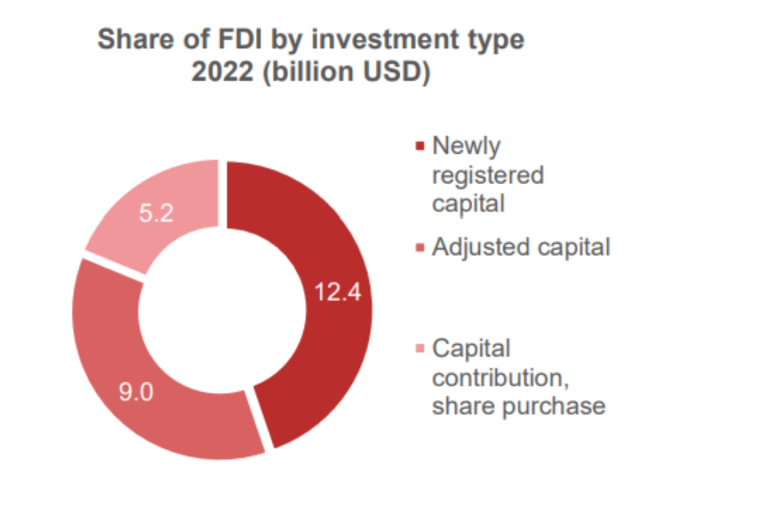 Share of FDI by investment type
2022 (billion USD)
Newly
registered
capital
5.2
Adjusted capital
12.4
Capital
contribution,
share purchase
9.0